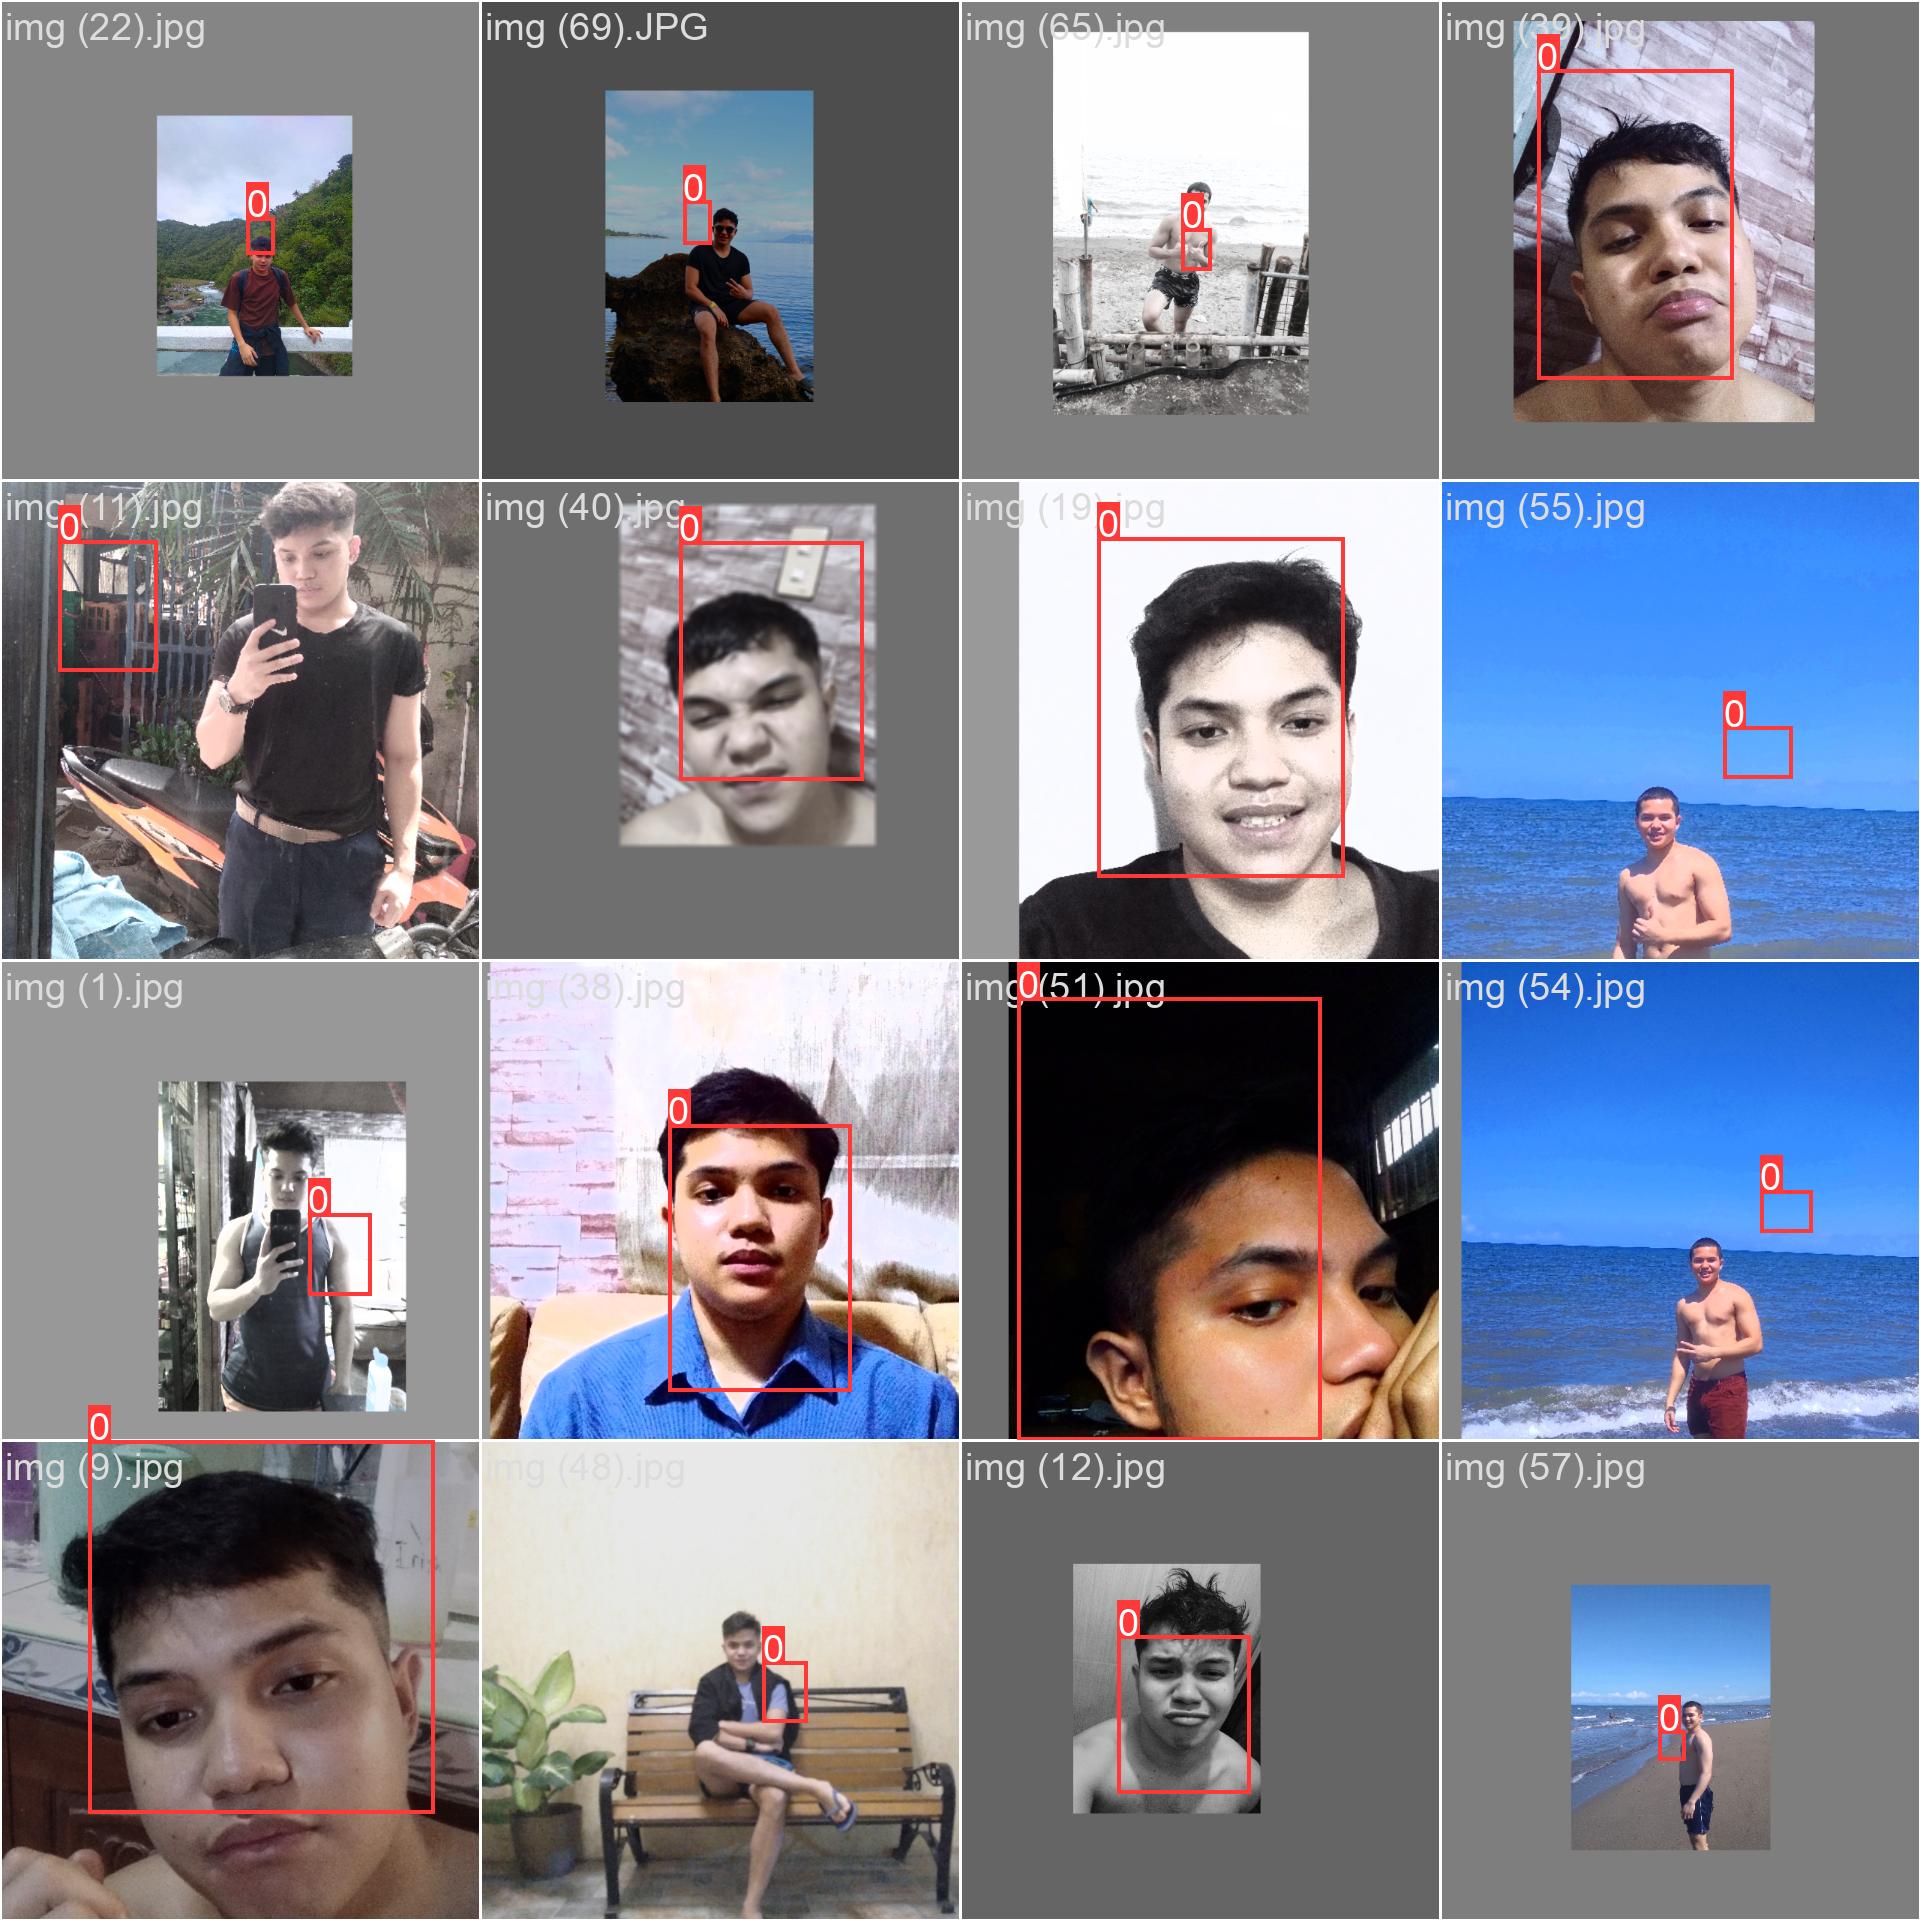 img (22).jpg
0
img (69).JPG
0
img (65).jpg
0
img (39).jpg
0
img (11).jpg
0
img (40).jpg
0
img (19).jpg
0
img (55).jpg
0
img (1).jpg
0
img (38).jpg
0
img (51).jpg
0
img (54).jpg
0
img (9).jpg
0
img (48).jpg
0
img (12).jpg
0
img (57).jpg
0